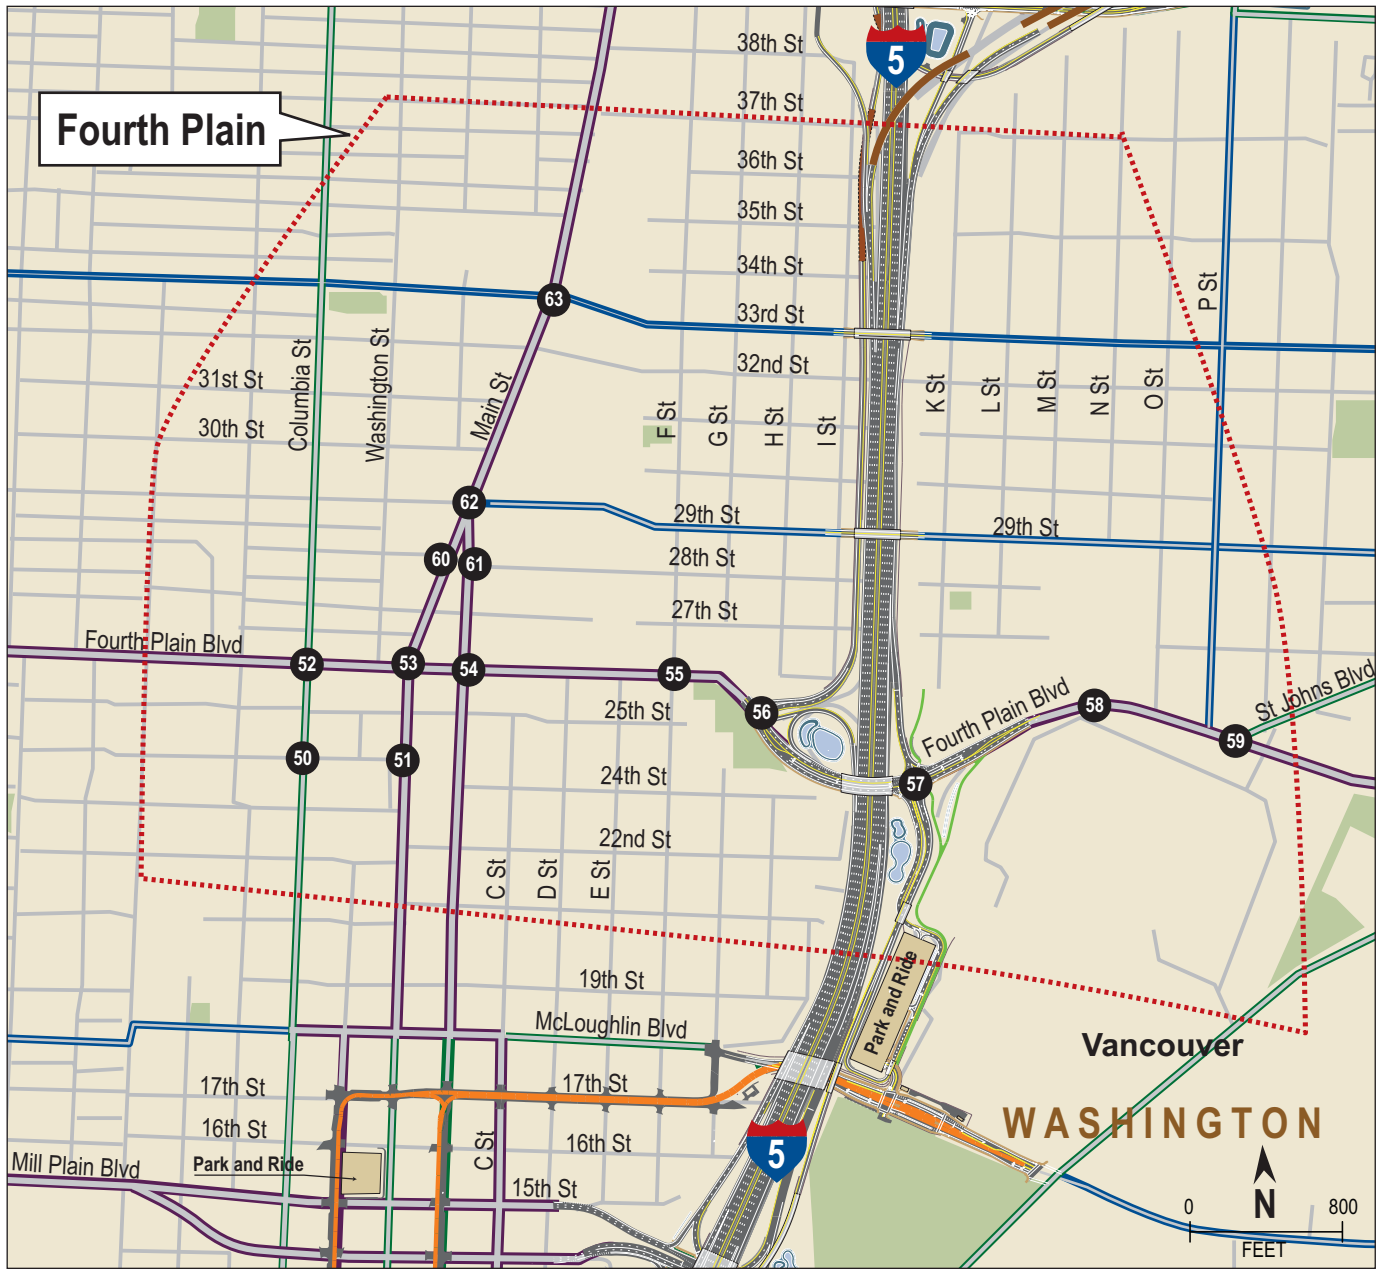 38th St
5
37th St
Fourth Plain
36th St
35th St
34th St
P St
63
33rd St
32nd St
31st St
Columbia St
Washington St
Main St
F St
G St
H St
I St
K St
L St
M St
N St
O St
30th St
62
29th St
29th St
60
61
28th St
27th St
Fourth Plain Blvd
52
53
54
55
56
25th St
Fourth Plain Blvd
58
St Johns Blvd
59
50
51
24th St
57
22nd St
C St
D St
E St
19th St
Park and Ride
McLoughlin Blvd
Vancouver
17th St
17th St
WASHINGTON
16th St
C St
16th St
5
Mill Plain Blvd
Park and Ride
15th St
N
0 800
FEET